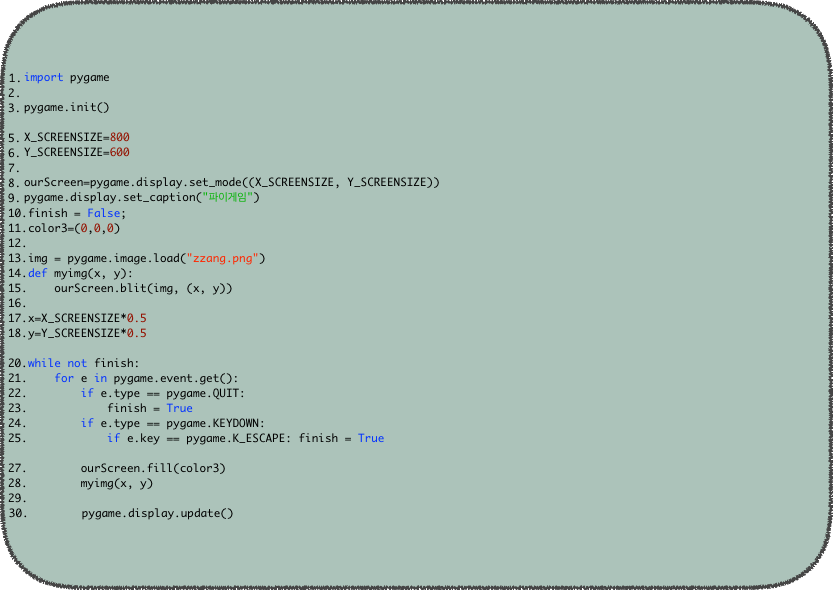 1. import pygame
2.
3. pygame.init()
5. X_SCREENSIZE=800
6. Y_SCREENSIZE=600
7.
8. ourScreen=pygame.display.set_mode((X_SCREENSIZE, Y_SCREENSIZE))
9. pygame.display.set_caption("파이게임")
10. finish = False;
11. color3=(0,0,0)
12.
13. img = pygame.image.load("zzang.png")
14. def myimg(x, y):
15.     ourScreen.blit(img, (x, y))
16.
17. x=X_SCREENSIZE*0.5
18. y=Y_SCREENSIZE*0.5
20. while not finish:
21.     for e in pygame.event.get():
22.         if e.type == pygame.QUIT:
23.             finish = True
24.         if e.type == pygame.KEYDOWN:
25.             if e.key == pygame.K_ESCAPE: finish = True
27.         ourScreen.fill(color3)
28.         myimg(x, y)
29.
30.         pygame.display.update()